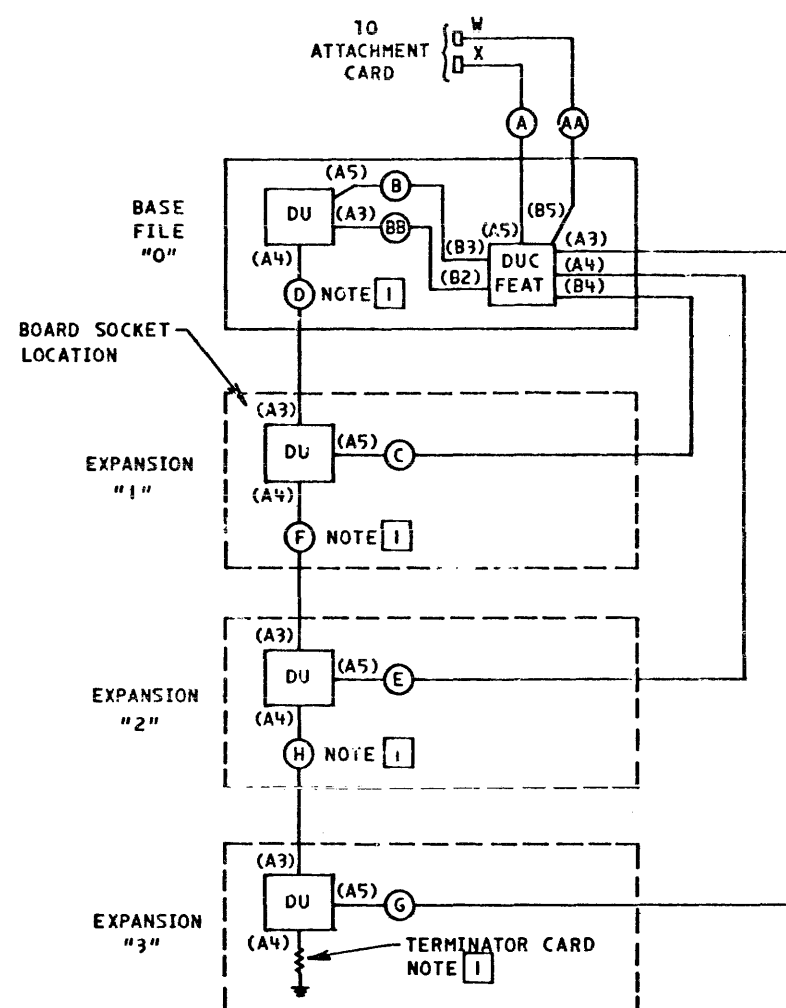 TO
W
ATTACHMENT
X
CARD
A
AA
(A5)
B
BASE
FILE
"0"
DU
(A3)
BB
(B5)
(A5)
(B3)
(A3)
(A4)
DUC
FEAT
(A4)
(B2)
(B4)
D NOTE 1
BOARD SOCKET
LOCATION
(A3)
EXPANSION
"1"
DU
(A5)
C
(A4)
F NOTE 1
(A3)
EXPANSION
"2"
DU
(A5)
E
(A4)
H NOTE 1
(A3)
EXPANSION
"3"
DU
(A5)
G
(A4)
TERMINATOR CARD
NOTE 1